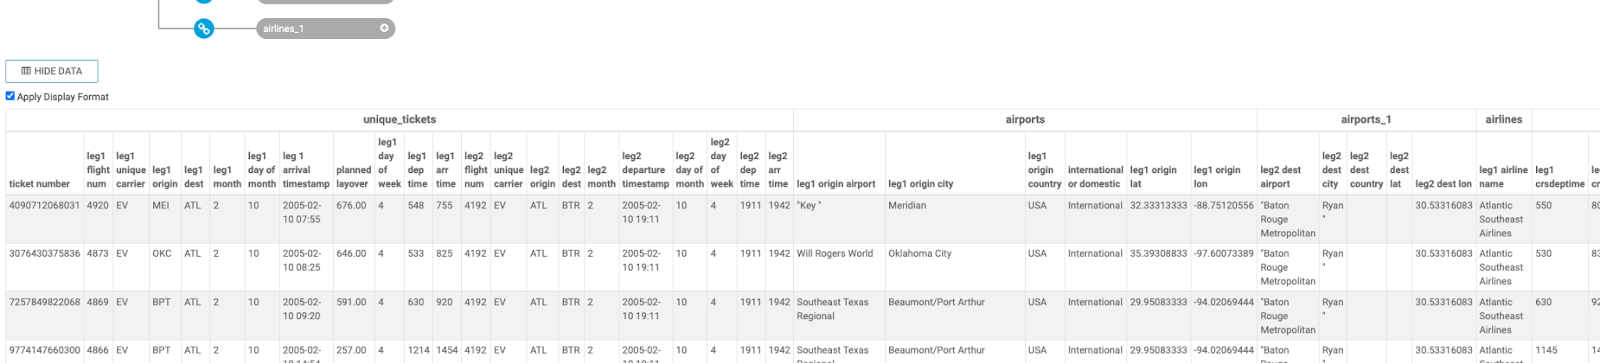 airlines_1
HIDE DATA
Apply Display Format
unique_tickets airports airports_1 airlines
ticket number leg1 flight num leg1 unique carrier leg1 origin leg1 dest leg1 month leg1 day of month leg 1 arrival timestamp planned layover leg1 day of week leg1 dep time leg1 arr time leg2 flight num leg2 unique carrier leg2 origin leg2 dest leg2 month leg2 departure timestamp leg2 day of month leg2 day of week leg2 dep time leg2 arr time leg1 origin airport leg1 origin city leg1 origin country international or domestic leg1 origin lat leg1 origin lon leg2 dest airport leg2 dest city leg2 dest country leg2 dest lat leg2 dest lon leg1 airline name leg1 crsdeptime leg1
4090712068031 4920 EV MEI ATL 2 10 2005-02-10 07:55 676.00 4 548 755 4192 EV ATL BTR 2 2005-02-10 19:11 10 4 1911 1942 "Key " Meridian USA International 32.33313333 -88.75120556 "Baton Rouge Metropolitan Ryan " 30.53316083 Atlantic Southeast Airlines 550
3076430375836 4873 EV OKC ATL 2 10 2005-02-10 08:25 646.00 4 533 825 4192 EV ATL BTR 2 2005-02-10 19:11 10 4 1911 1942 Will Rogers World Oklahoma City USA International 35.39308833 -97.60073389 "Baton Rouge Metropolitan Ryan " 30.53316083 Atlantic Southeast Airlines 530
7257849822068 4869 EV BPT ATL 2 10 2005-02-10 09:20 591.00 4 630 920 4192 EV ATL BTR 2 2005-02-10 19:11 10 4 1911 1942 Southeast Texas Regional Beaumont/Port Arthur USA International 29.95083333 -94.02069444 "Baton Rouge Metropolitan Ryan " 30.53316083 Atlantic Southeast Airlines 630
9774147660300 4866 EV BPT ATL 2 10 2005-02- 257.00 4 1214 1454 4192 EV ATL BTR 2 2005-02- 10 4 1911 1942 Southeast Texas Beaumont/Port Arthur USA International 29.95083333 -94.02069444 "Baton Rouge Ryan " 30.53316083 Atlantic Southeast 1145